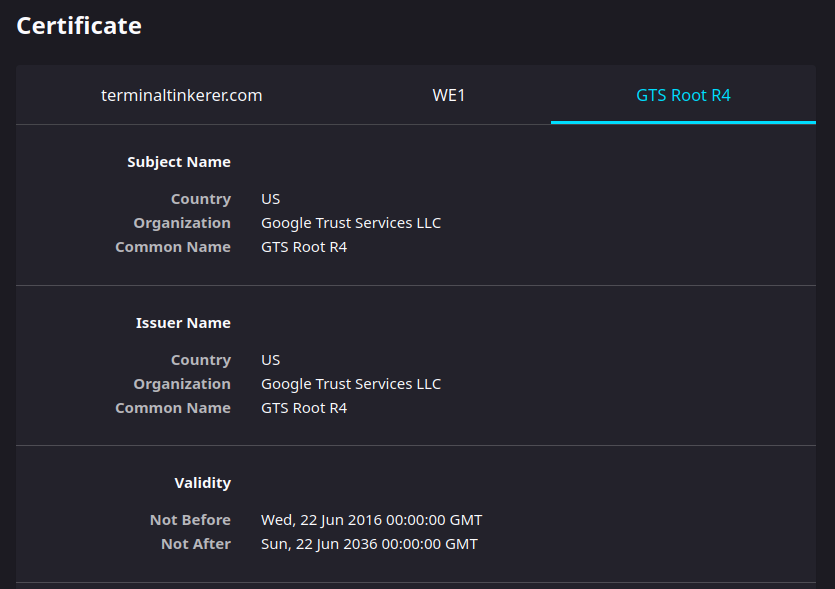 Certificate
terminaltinkerer.com WE1 GTS Root R4
Subject Name
Country US
Organization Google Trust Services LLC
Common Name GTS Root R4
Issuer Name
Country US
Organization Google Trust Services LLC
Common Name GTS Root R4
Validity
Not Before Wed, 22 Jun 2016 00:00:00 GMT
Not After Sun, 22 Jun 2036 00:00:00 GMT